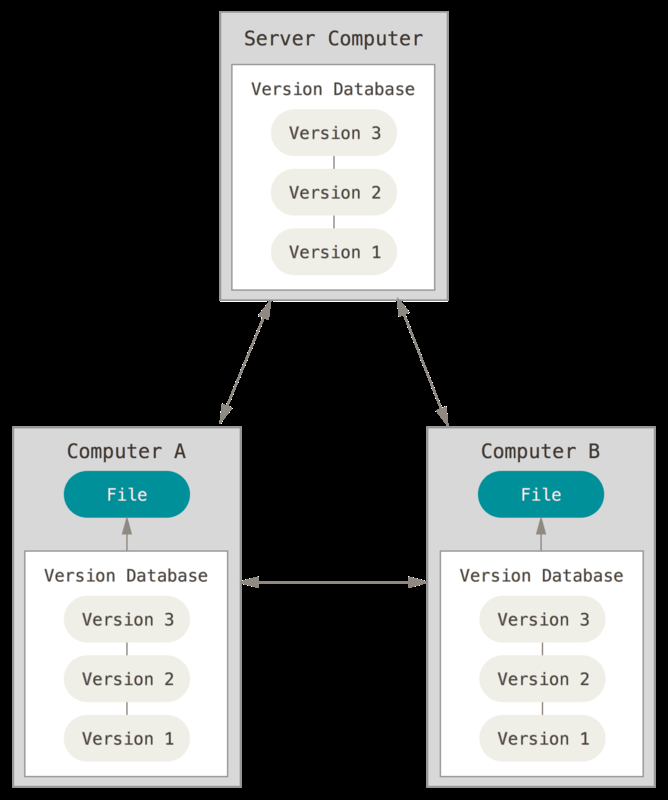 Server Computer
Version Database
Version 3
Version 2
Version 1
Computer A
File
Version Database
Version 3
Version 2
Version 1
Computer B
File
Version Database
Version 3
Version 2
Version 1